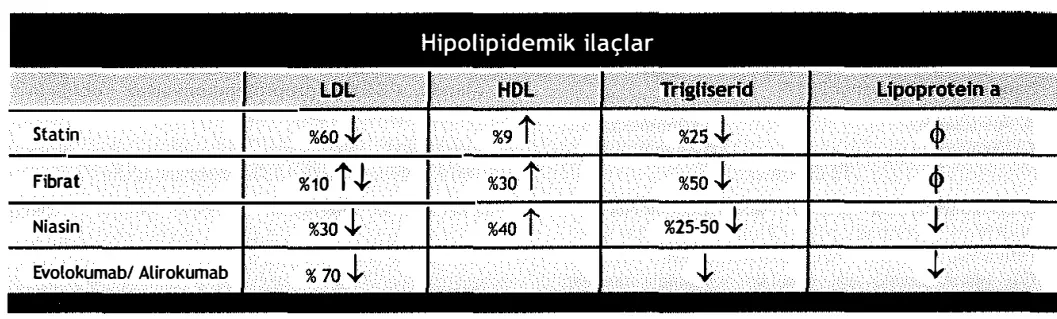 Hipolipidemik ilaçlar
LDL HDL Trigliserid Lipoprotein a
Statin %60 ↓ %9 ↑ %25 ↓ ϕ
Fibrat %10 ↑↓ %30 ↑ %50 ↓ ϕ
Niasin %30 ↓ %40 ↑ %25-50 ↓ ↓
Evolokumab/ Alirokumab % 70 ↓ ↓ ↓